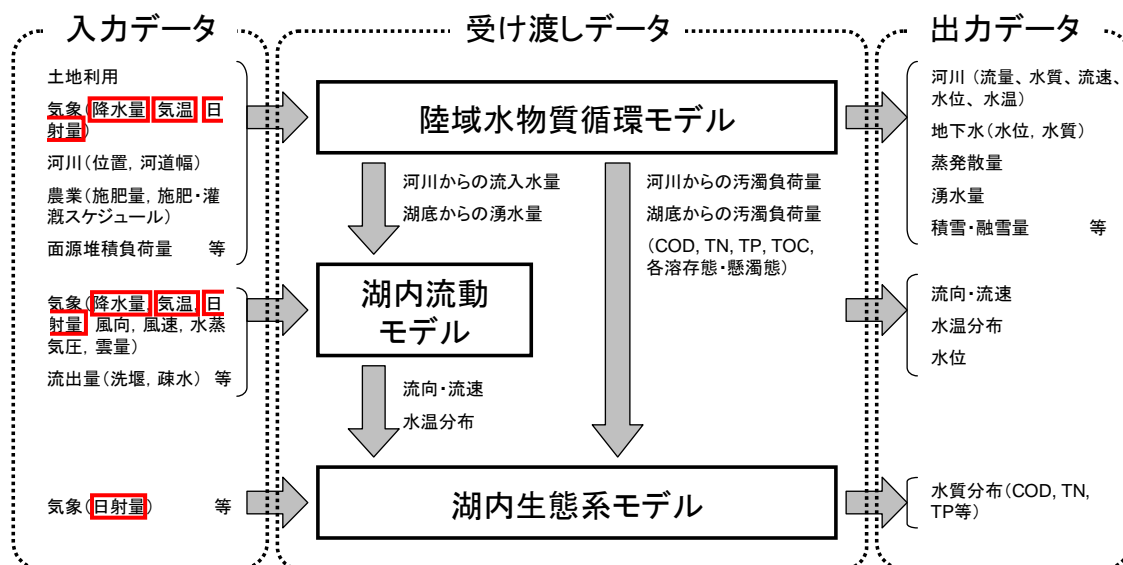 入力データ
土地利用
気象(降水量, 気温, 日
射量)
河川(位置, 河道幅)
農業(施肥量, 施肥・灌
漑スケジュール)
面源堆積負荷量 等
気象(降水量, 気温, 日
射量, 風向, 風速, 水蒸
気圧, 雲量)
流出量(洗堰, 疎水) 等
気象(日射量) 等
受け渡しデータ
陸域水物質循環モデル
河川からの流入水量
湖底からの湧水量
河川からの汚濁負荷量
湖底からの汚濁負荷量
(COD, TN, TP, TOC,
各溶存態・懸濁態)
湖内流動
モデル
流向・流速
水温分布
湖内生態系モデル
出力データ
河川(流量、水質、流速、
水位、水温)
地下水(水位, 水質)
蒸発散量
湧水量
積雪・融雪量 等
流向・流速
水温分布
水位
水質分布(COD, TN,
TP等)